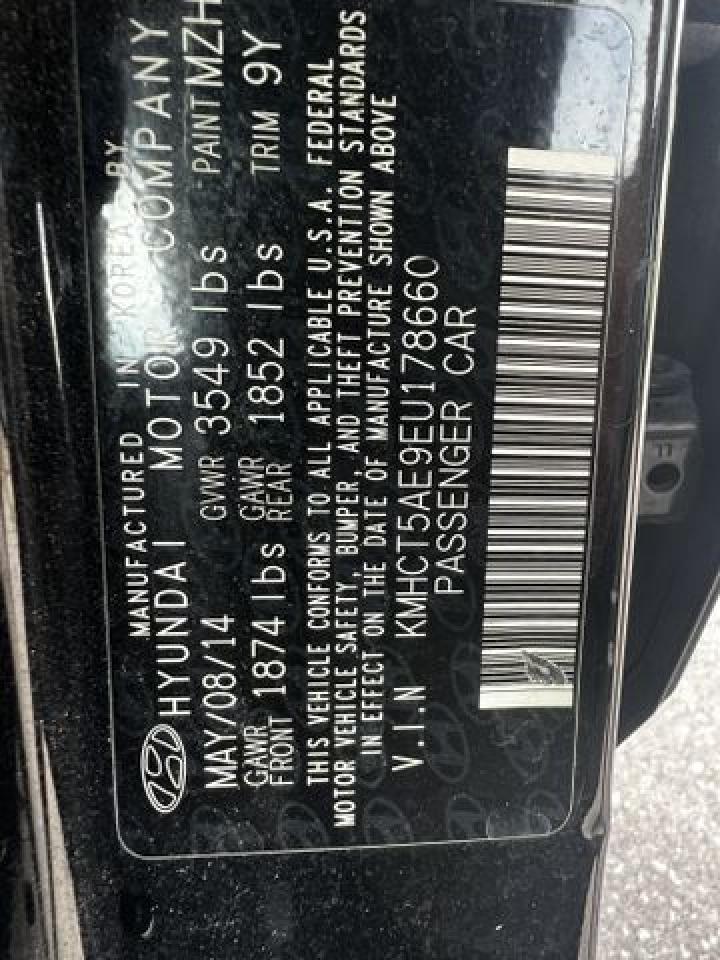 MANUFACTURED IN KOREA BY
HYUNDAI MOTOR COMPANY
MAY/08/14 GVWR 3549 lbs PAINT MZH
GAWR FRONT 1874 lbs GAWR REAR 1852 lbs TRIM 9Y
THIS VEHICLE CONFORMS TO ALL APPLICABLE U.S.A. FEDERAL
MOTOR VEHICLE SAFETY, BUMPER, AND THEFT PREVENTION STANDARDS
IN EFFECT ON THE DATE OF MANUFACTURE SHOWN ABOVE
V.I.N KMHCT5AE9EU178660
PASSENGER CAR